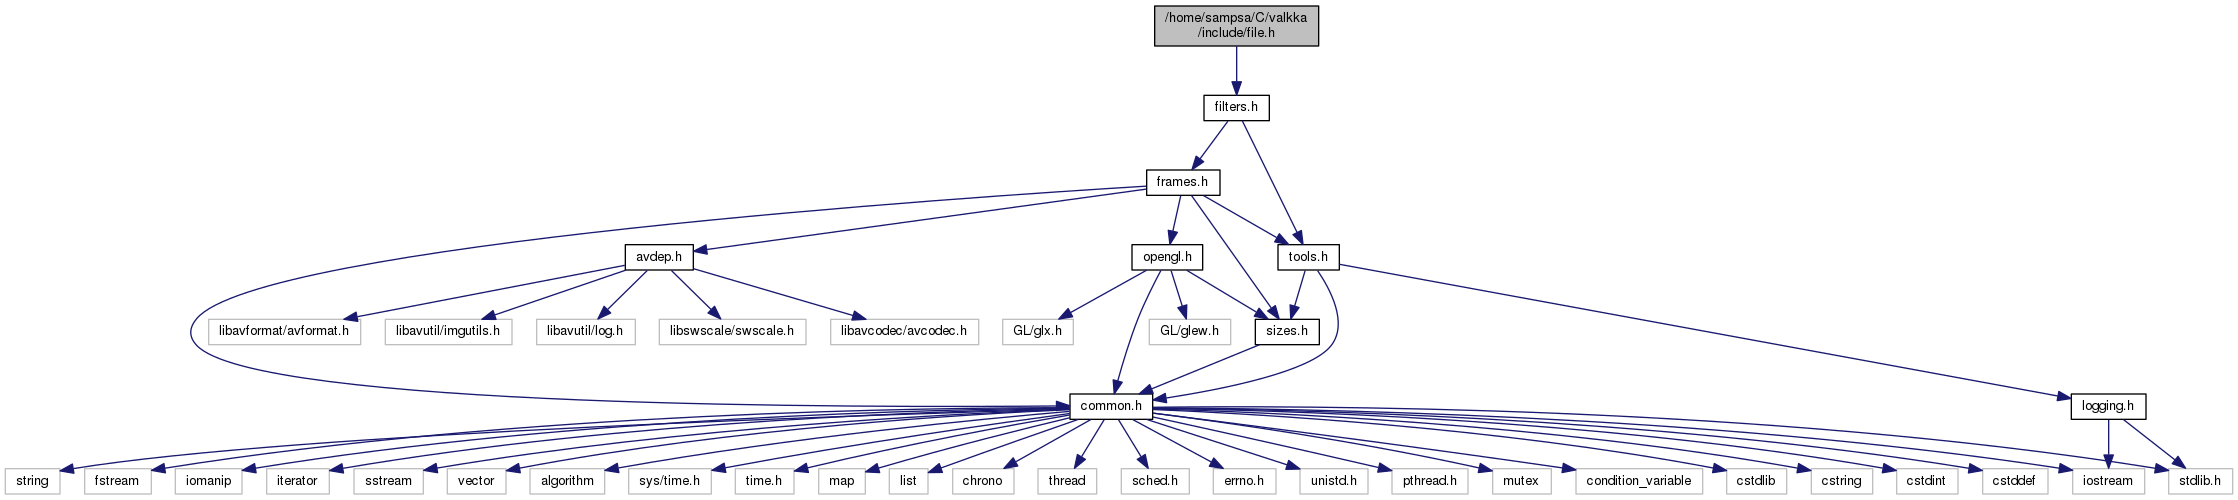 /home/sampsa/C/valkka
/include/file.h
filters.h
frames.h
avdep.h
opengl.h
tools.h
libavformat/avformat.h
libavutil/imgutils.h
libavutil/log.h
libswscale/swscale.h
libavcodec/avcodec.h
GL/glx.h
GL/glew.h
sizes.h
common.h
logging.h
string
fstream
iomanip
iterator
sstream
vector
algorithm
sys/time.h
time.h
map
list
chrono
thread
sched.h
errno.h
unistd.h
pthread.h
mutex
condition_variable
cstdlib
cstring
cstdint
cstddef
iostream
stdlib.h